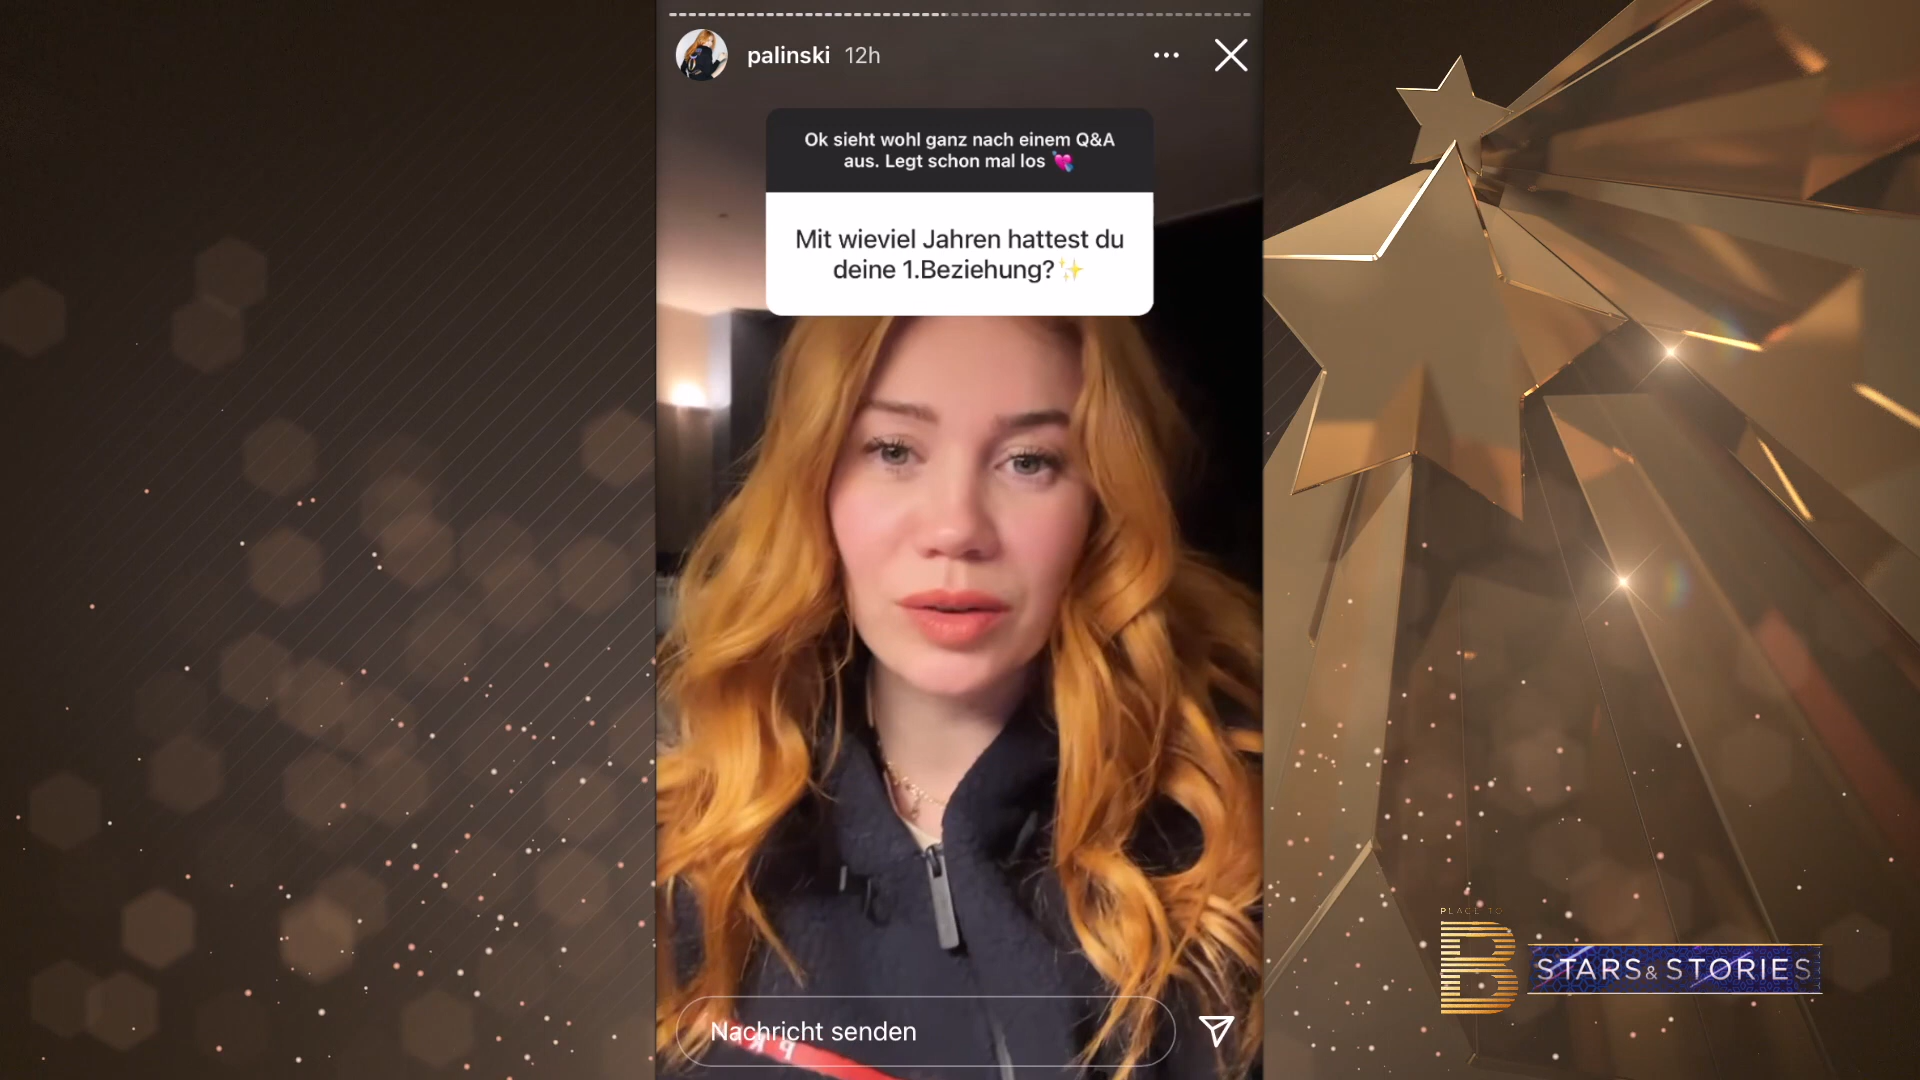 palinski 12h
Ok sieht wohl ganz nach einem Q&A
aus. Legt schon mal los 💘
Mit wieviel Jahren hattest du
deine 1.Beziehung?✨
Nachricht senden
PLACE TO
B
STARS & STORIES